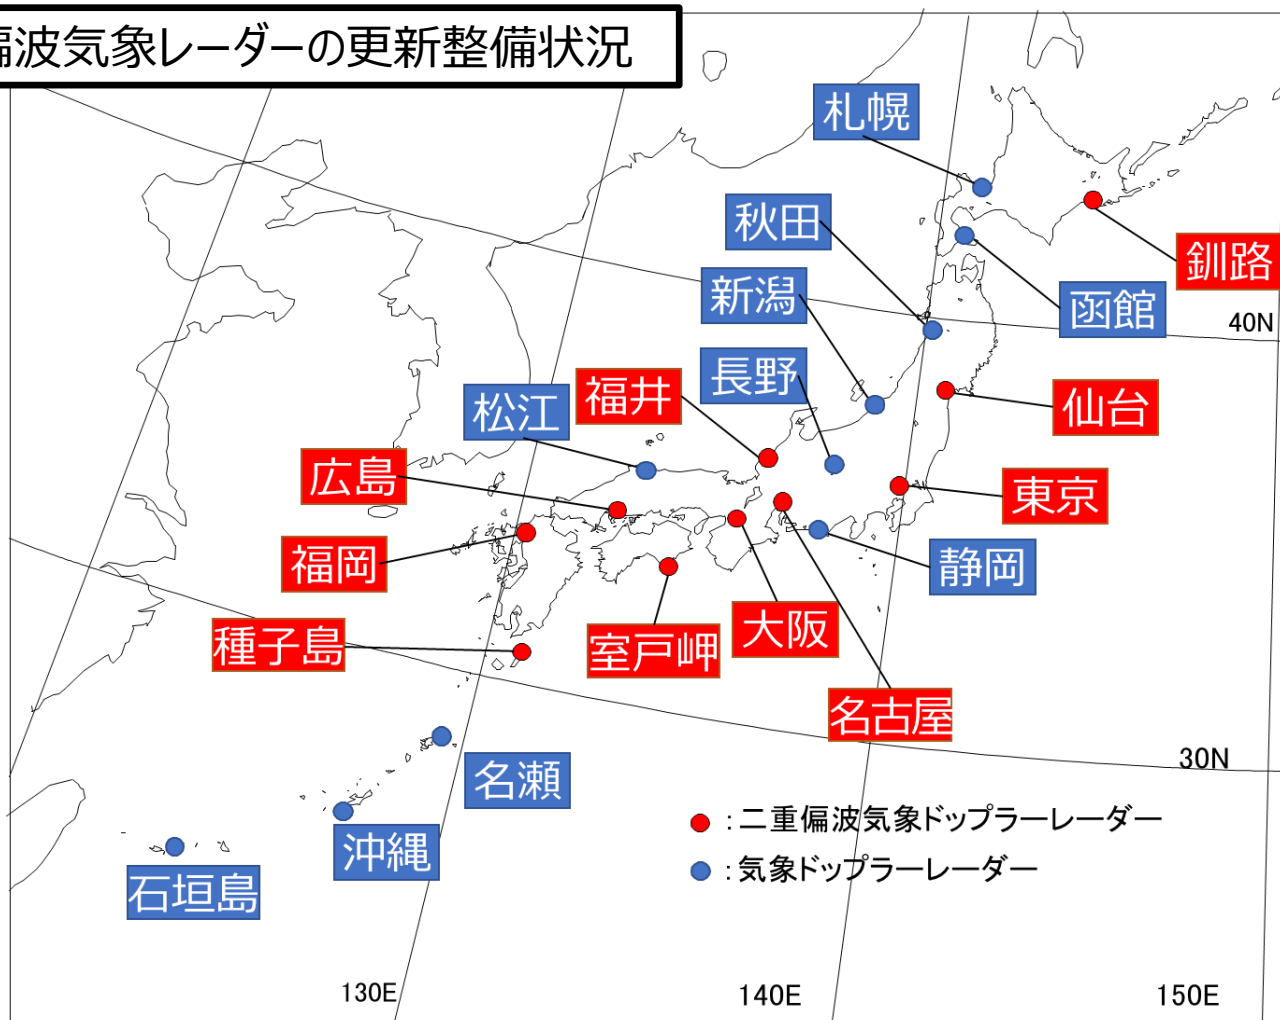 偏波気象レーダーの更新整備状況
札幌
秋田
釧路
新潟
函館
40N
長野
福井
松江
仙台
広島
東京
福岡
静岡
種子島
室戸岬
大阪
名古屋
30N
名瀬
●：二重偏波気象ドップラーレーダー
沖縄
●：気象ドップラーレーダー
石垣島
130E
140E
150E